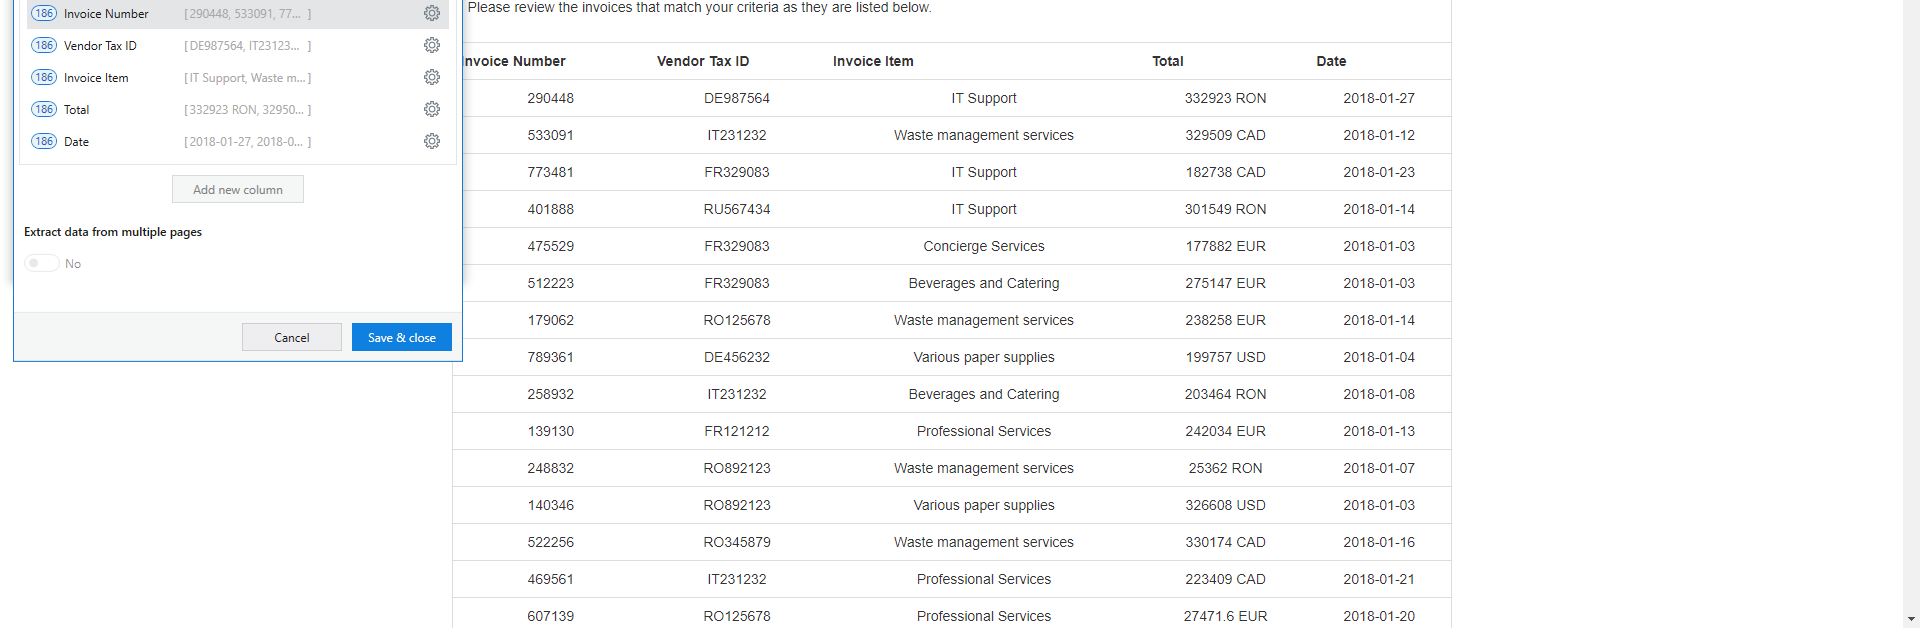 186 Invoice Number [290448, 533091, 77... ]
186 Vendor Tax ID [DE987564, IT23123... ]
186 Invoice Item [IT Support, Waste m... ]
186 Total [332923 RON, 32950... ]
186 Date [2018-01-27, 2018-0... ]
Add new column
Extract data from multiple pages
No
Cancel Save & close
Please review the invoices that match your criteria as they are listed below.
nvoice Number Vendor Tax ID Invoice Item Total Date
290448 DE987564 IT Support 332923 RON 2018-01-27
533091 IT231232 Waste management services 329509 CAD 2018-01-12
773481 FR329083 IT Support 182738 CAD 2018-01-23
401888 RU567434 IT Support 301549 RON 2018-01-14
475529 FR329083 Concierge Services 177882 EUR 2018-01-03
512223 FR329083 Beverages and Catering 275147 EUR 2018-01-03
179062 RO125678 Waste management services 238258 EUR 2018-01-14
789361 DE456232 Various paper supplies 199757 USD 2018-01-04
258932 IT231232 Beverages and Catering 203464 RON 2018-01-08
139130 FR121212 Professional Services 242034 EUR 2018-01-13
248832 RO892123 Waste management services 25362 RON 2018-01-07
140346 RO892123 Various paper supplies 326608 USD 2018-01-03
522256 RO345879 Waste management services 330174 CAD 2018-01-16
469561 IT231232 Professional Services 223409 CAD 2018-01-21
607139 RO125678 Professional Services 27471.6 EUR 2018-01-20